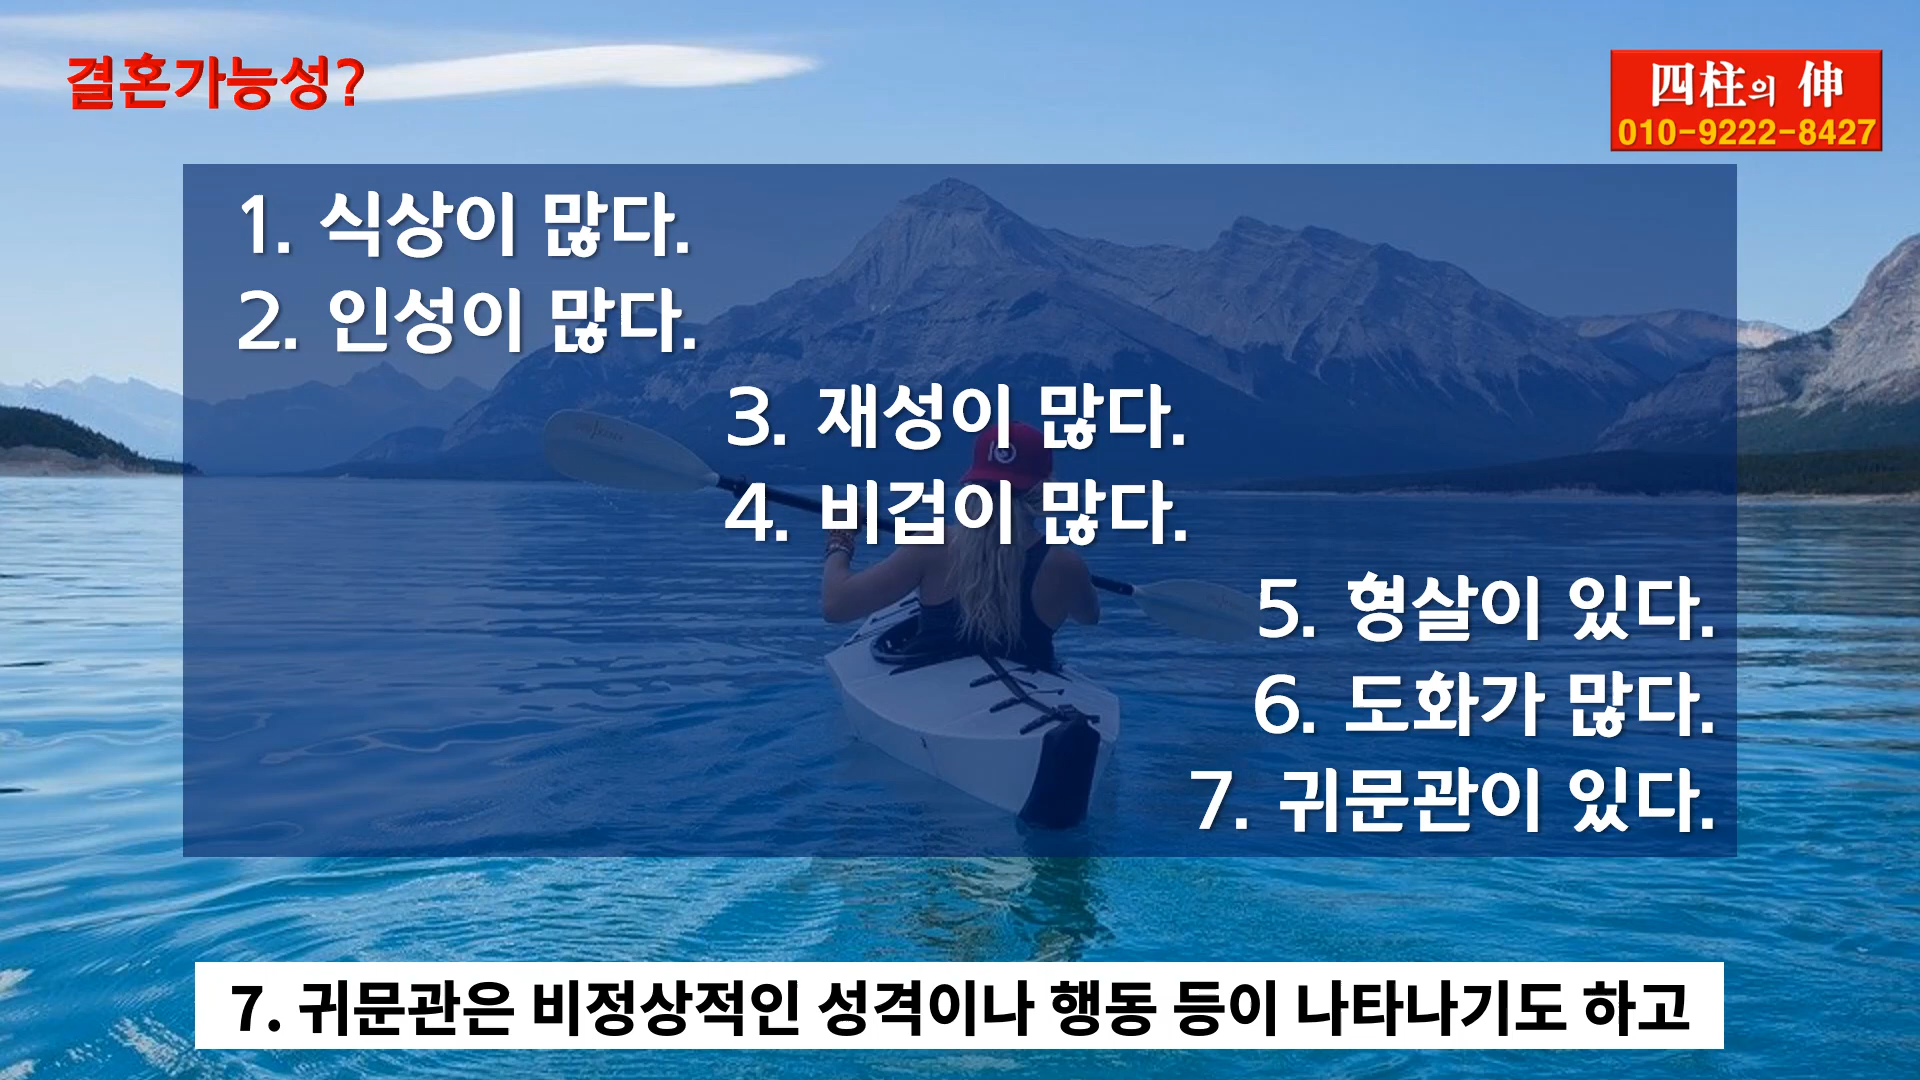 결혼가능성?
四柱의 伸
010-9222-8427
1. 식상이 많다.
2. 인성이 많다.
3. 재성이 많다.
4. 비겁이 많다.
5. 형살이 있다.
6. 도화가 많다.
7. 귀문관이 있다.
7. 귀문관은 비정상적인 성격이나 행동 등이 나타나기도 하고